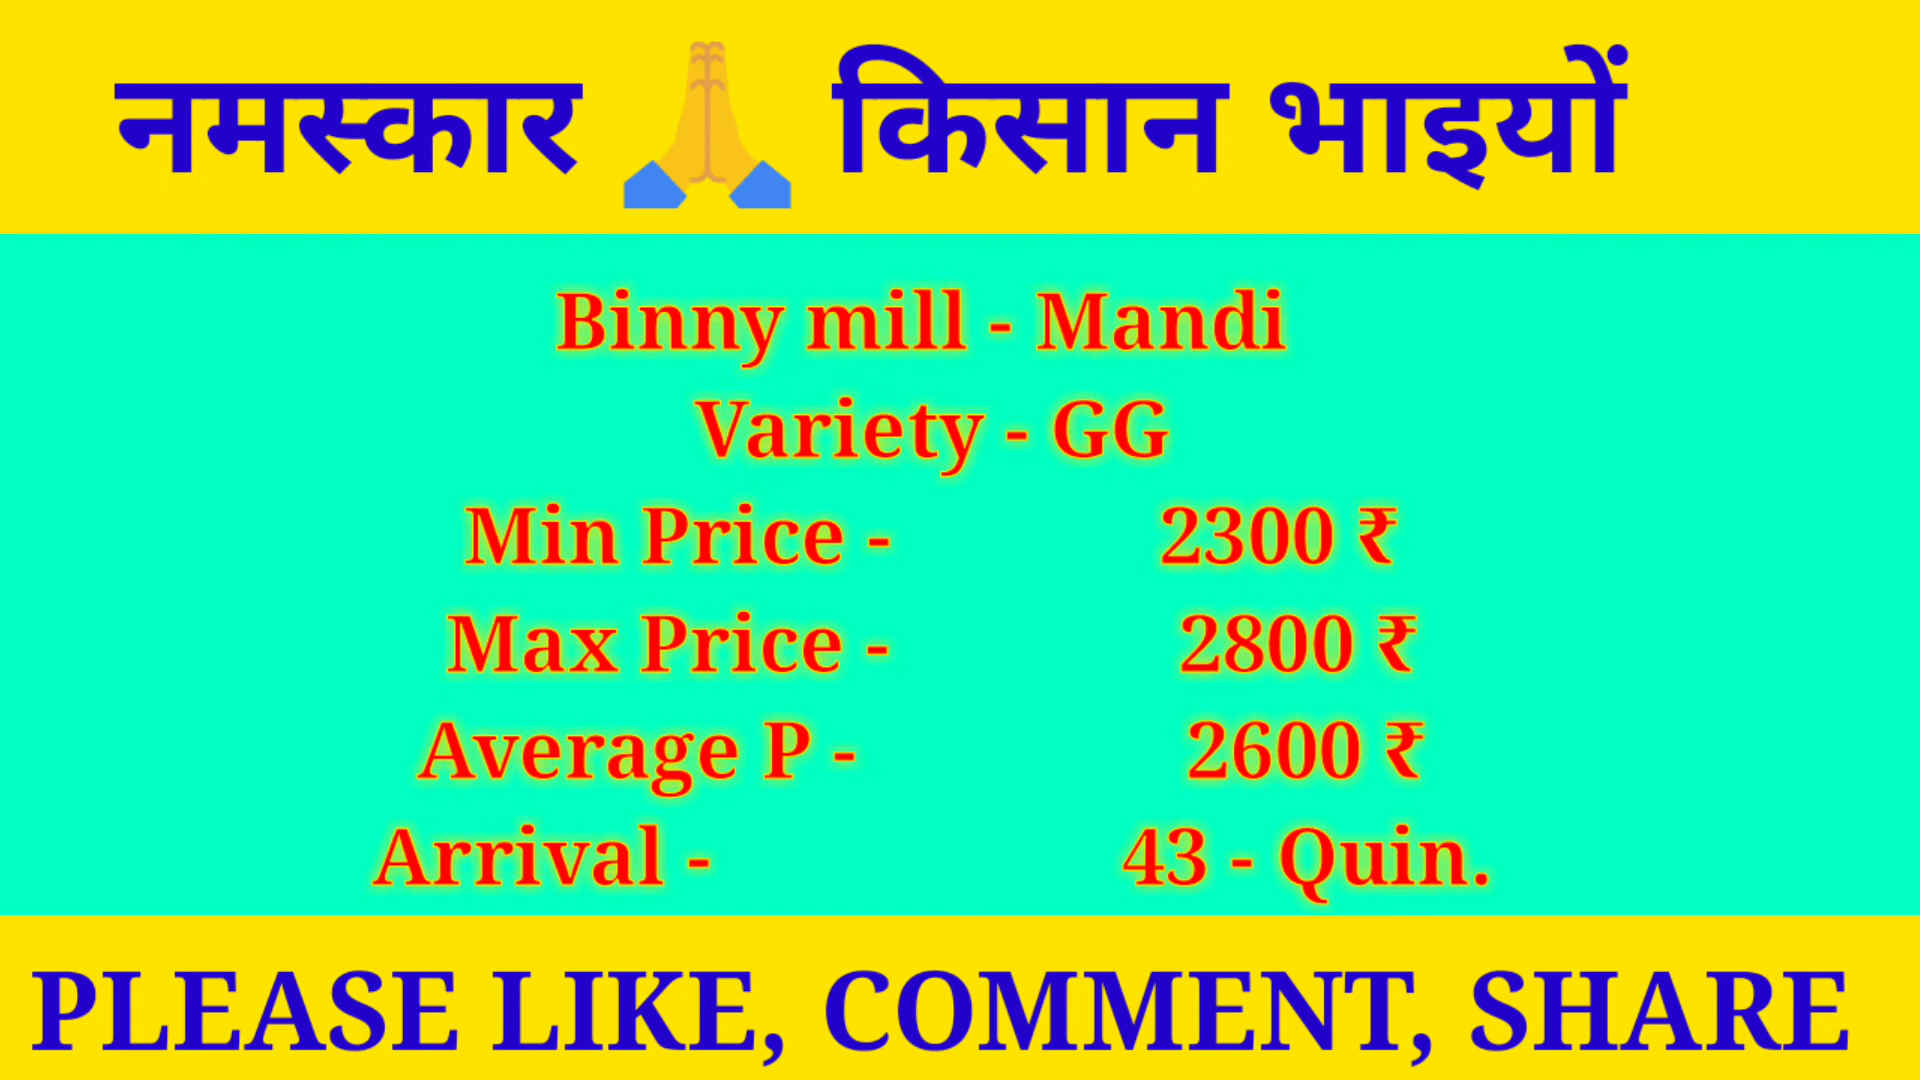 नमस्कार 🙏 किसान भाइयों
Binny mill - Mandi
Variety - GG
Min Price - 2300 ₹
Max Price - 2800 ₹
Average P - 2600 ₹
Arrival - 43 - Quin.
PLEASE LIKE, COMMENT, SHARE